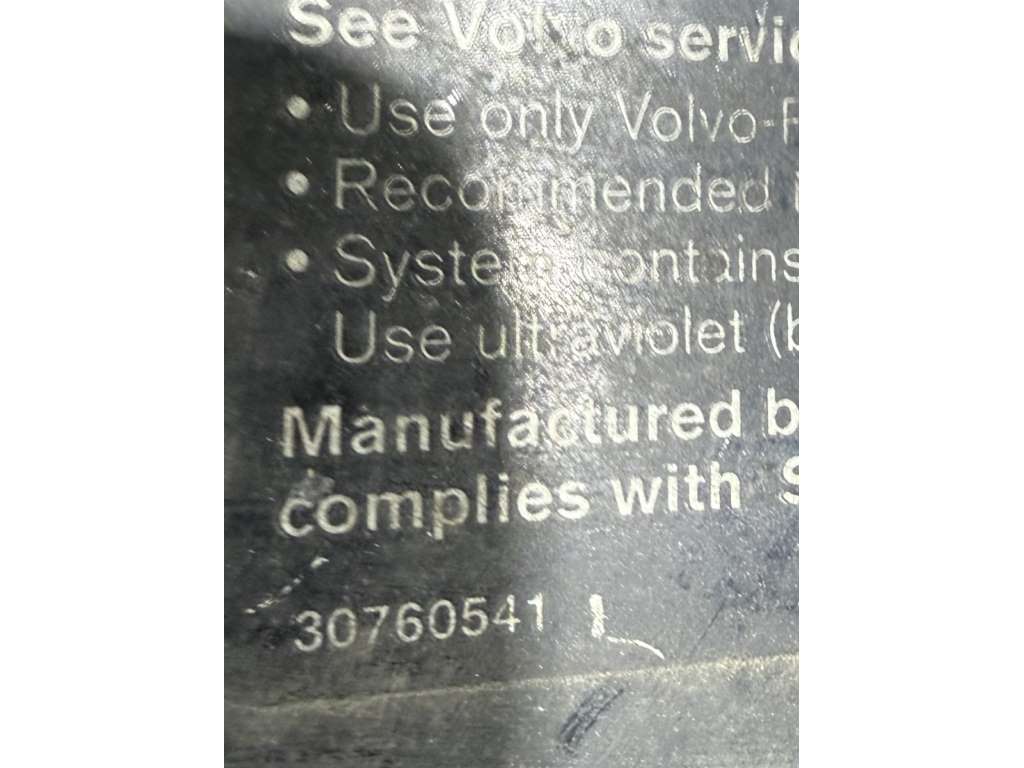 See Volvo servic
• Use only Volvo-R
• Recommended i
• System contains
Use ultraviolet (b
Manufactured b
complies with S
30760541